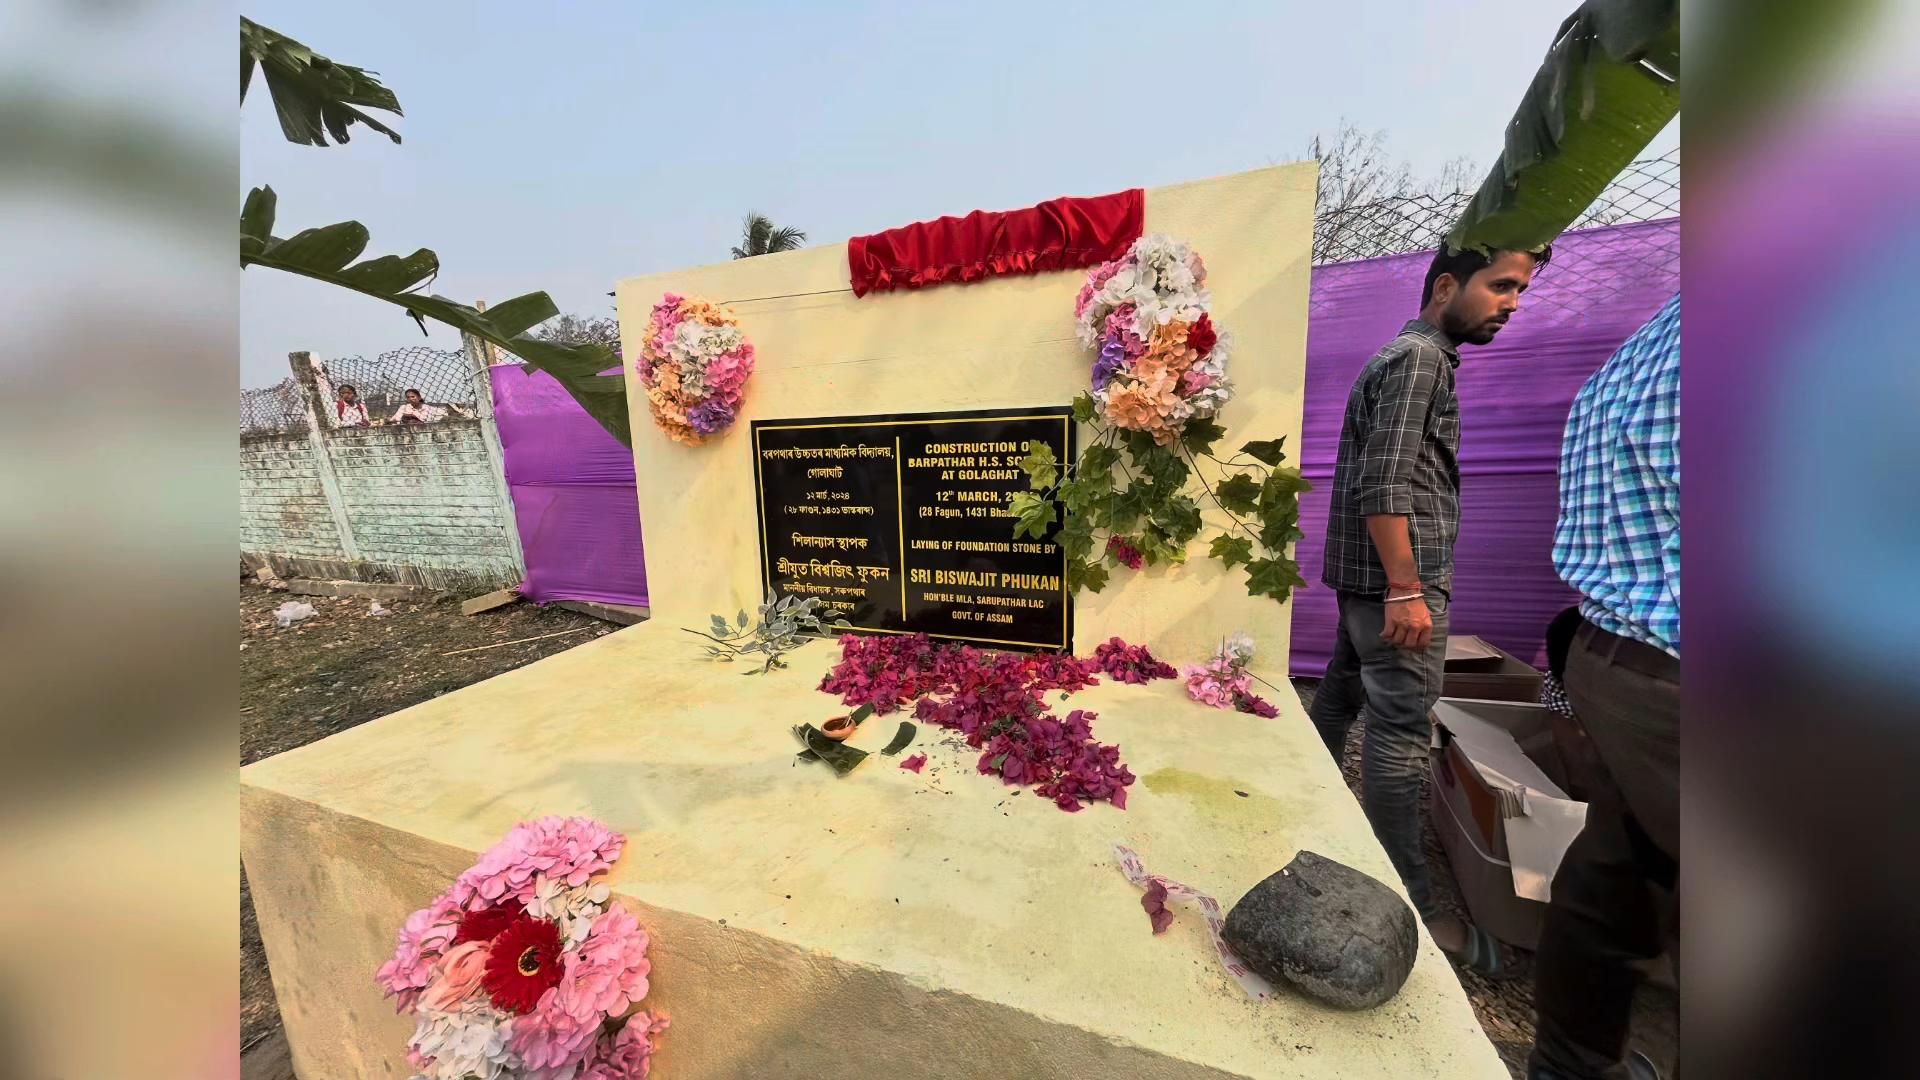 বৰপথাৰ উচ্চতৰ মাধ্যমিক বিদ্যালয়,
গোলাঘাট
১২ মাৰ্চ, ২০২৪
(২৮ ফাগুন, ১৪৩১ ভাস্কৰাব্দ)
শিলান্যাস স্থাপক
শ্ৰীযুত বিশ্বজিৎ ফুকন
মাননীয় বিধায়ক, সৰুপথাৰ
চৰকাৰ
CONSTRUCTION
BARPATHAR H.S.
AT GOLAGHAT
12th MARCH,
(28 Fagun, 1431
LAYING OF FOUNDATION STONE BY
SRI BISWAJIT PHUKAN
HON'BLE MLA, SARUPATHAR LAC
GOVT. OF ASSAM